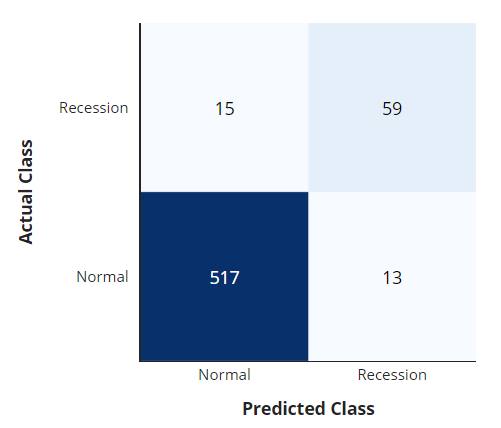 Actual Class
Recession
15
59
Normal
517
13
Normal
Recession
Predicted Class